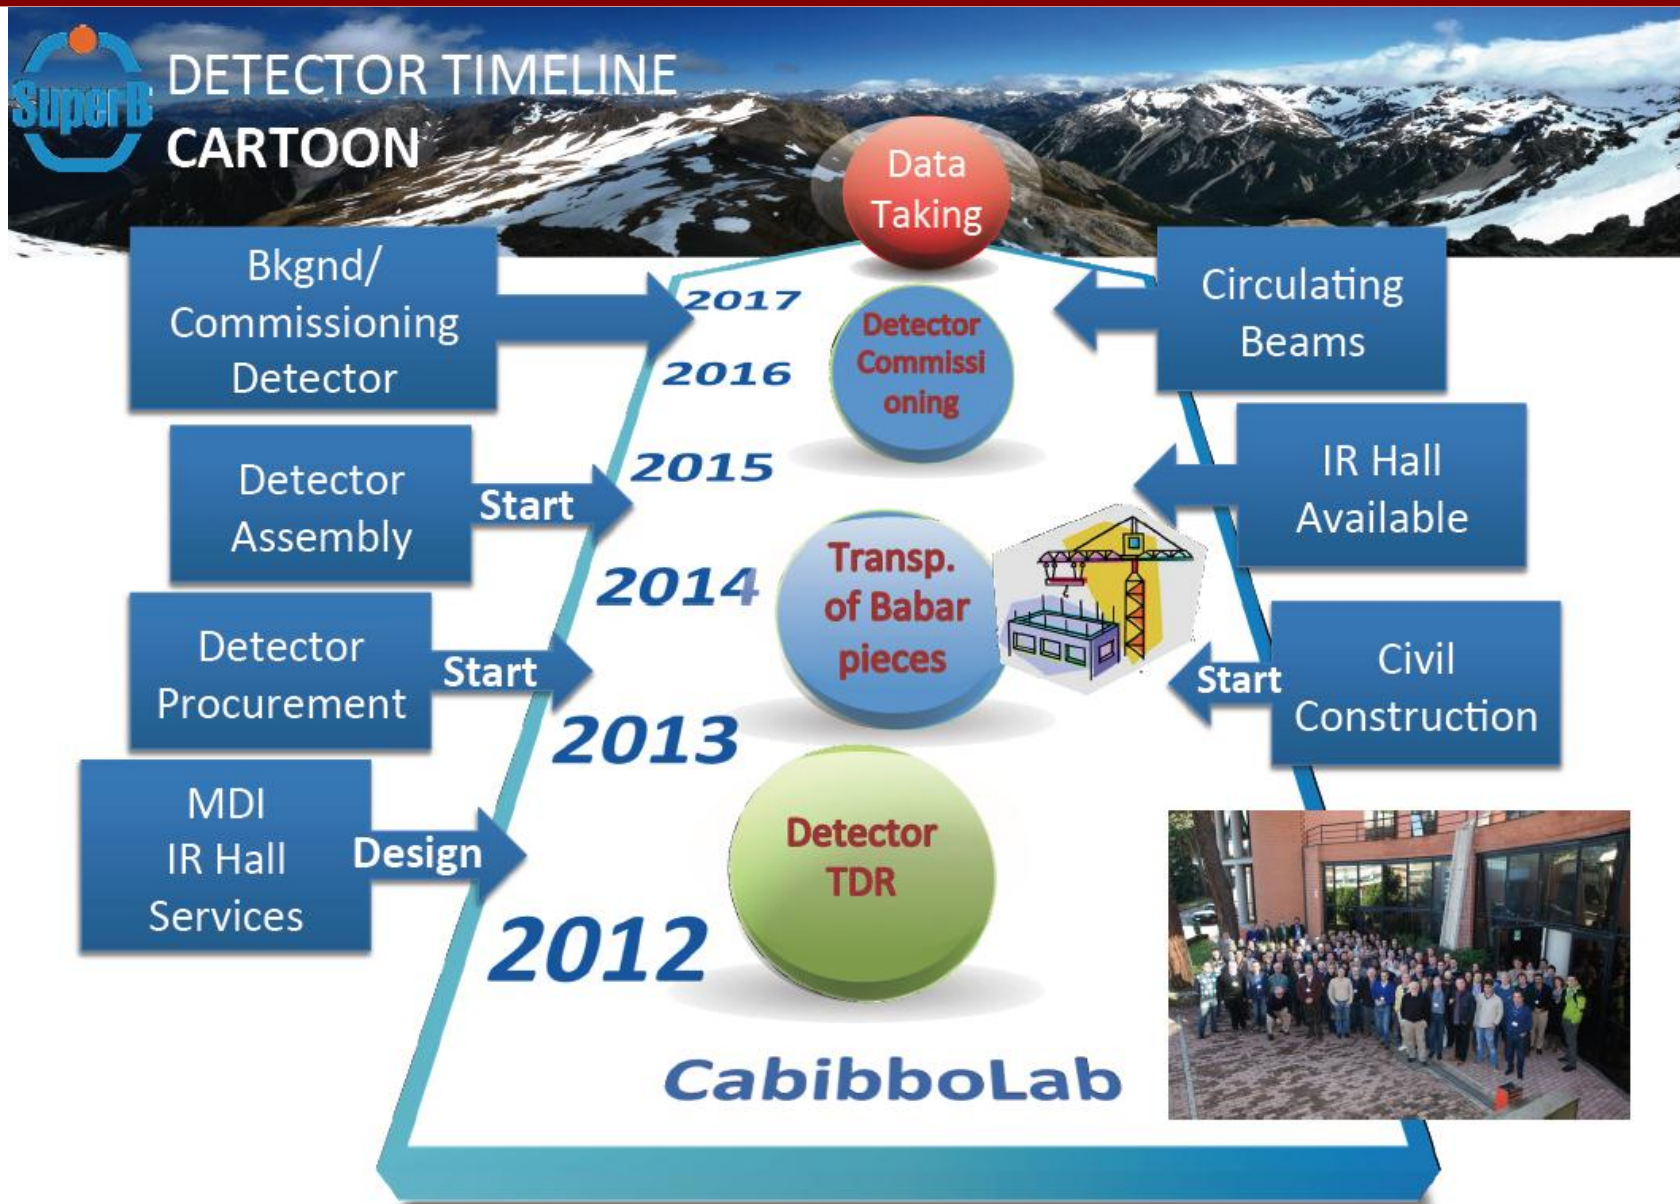 SuperB
DETECTOR TIMELINE
CARTOON
Data
Taking
Bkgnd/
Commissioning
Detector
2017
Detector
Commissi
oning
Circulating
Beams
2016
Detector
Assembly
Start
2015
IR Hall
Available
2014
Transp.
of Babar
pieces
Detector
Procurement
Start
Start
Civil
Construction
2013
MDI
IR Hall
Services
Design
Detector
TDR
2012
CabibboLab